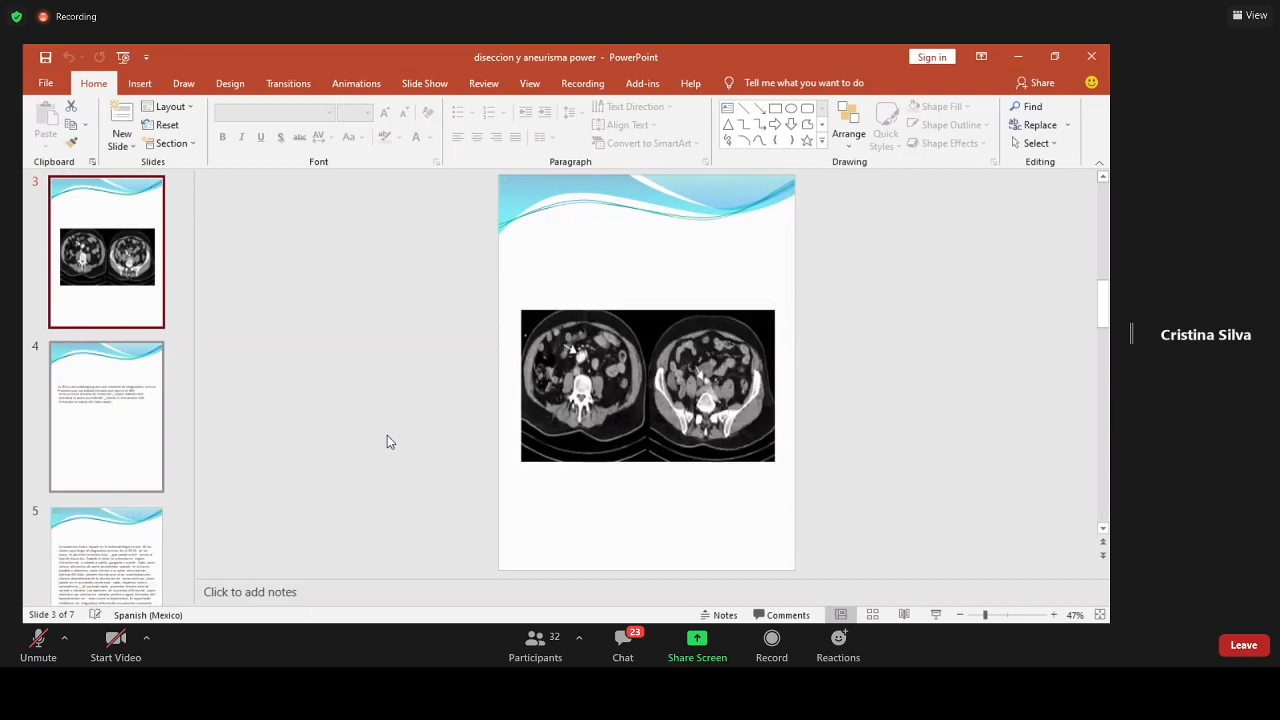 Recording
View
diseccion y aneurisma power - PowerPoint
Sign in
File Home Insert Draw Design Transitions Animations Slide Show Review View Recording Add-ins Help Tell me what you want to do Share
Paste
New Slide
Layout
Reset
Section
B I U S abc AV Aa A
Text Direction
Align Text
Convert to SmartArt
Arrange
Quick Styles
Shape Fill
Shape Outline
Shape Effects
Find
Replace
Select
Clipboard Slides Font Paragraph Drawing Editing
3
4
5
Cristina Silva
Click to add notes
Slide 3 of 7 Spanish (Mexico) Notes Comments 47%
Unmute Start Video Participants 32 Chat 23 Share Screen Record Reactions Leave